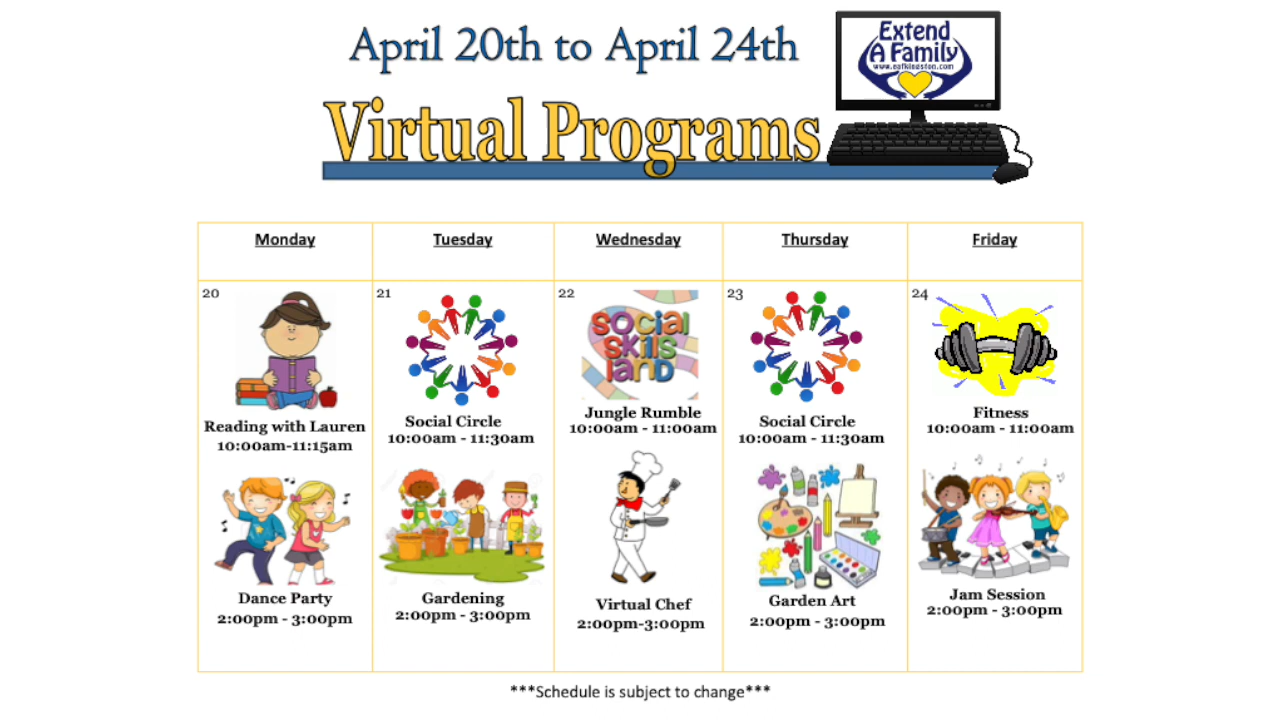 April 20th to April 24th
Extend
A Family
www.eafkingston.com
Virtual Programs
Monday
Tuesday
Wednesday
Thursday
Friday
20
Reading with Lauren
10:00am-11:15am
Dance Party
2:00pm - 3:00pm
21
Social Circle
10:00am - 11:30am
Gardening
2:00pm - 3:00pm
22
social
skills
land
Jungle Rumble
10:00am - 11:00am
Virtual Chef
2:00pm-3:00pm
23
Social Circle
10:00am - 11:30am
Garden Art
2:00pm - 3:00pm
24
Fitness
10:00am - 11:00am
Jam Session
2:00pm - 3:00pm
***Schedule is subject to change***